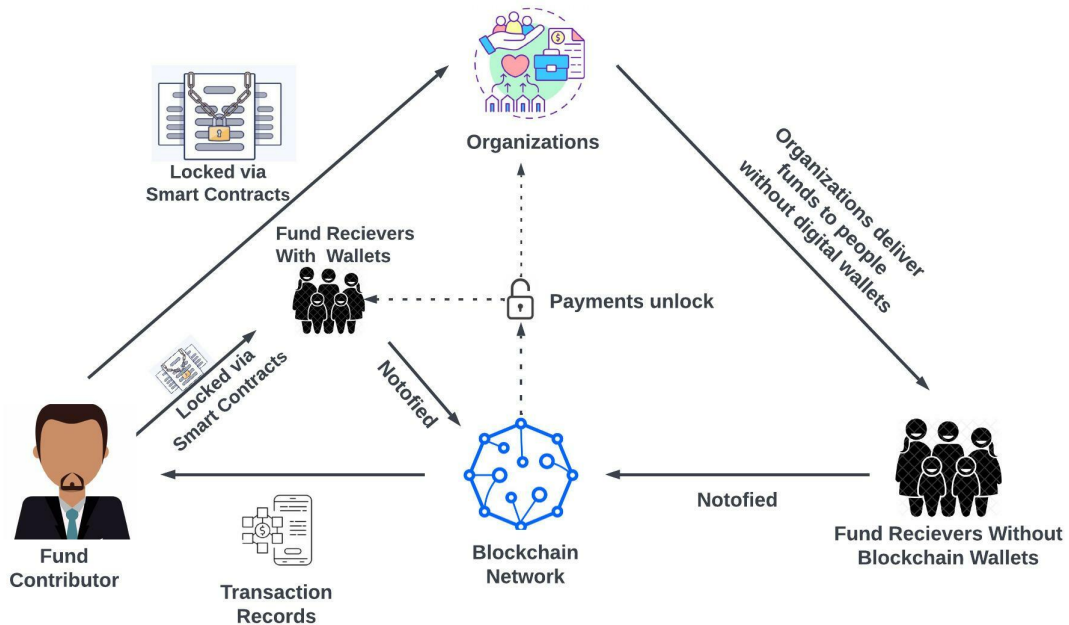 Organizations
Locked via
Smart Contracts
Organizations deliver
funds to people
without digital wallets
Fund Recievers
With Wallets
Payments unlock
Locked via
Smart Contracts
Notofied
Notofied
Fund
Contributor
Transaction
Records
Blockchain
Network
Fund Recievers Without
Blockchain Wallets